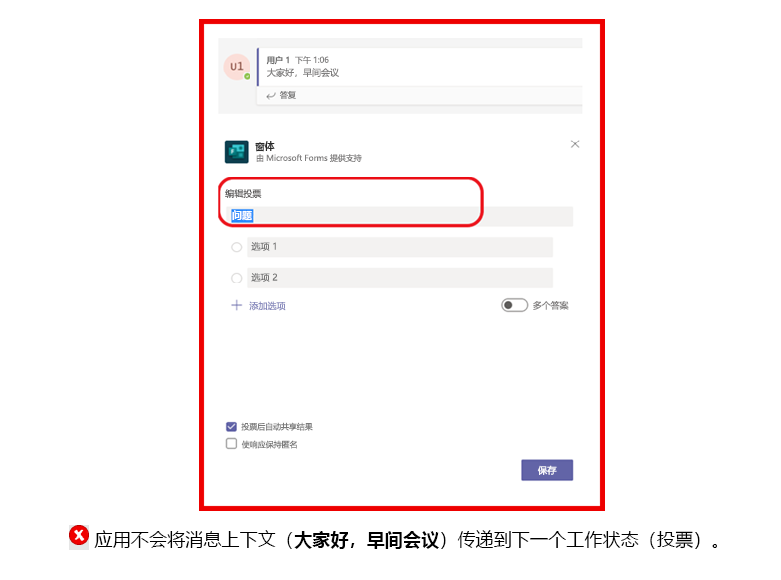 U1
用户 1 下午 1:06
大家好，早间会议
答复
窗体
由 Microsoft Forms 提供支持
编辑投票
问题
选项 1
选项 2
添加选项
多个答案
投票后自动共享结果
使响应保持匿名
保存
应用不会将消息上下文（大家好，早间会议）传递到下一个工作状态（投票）。